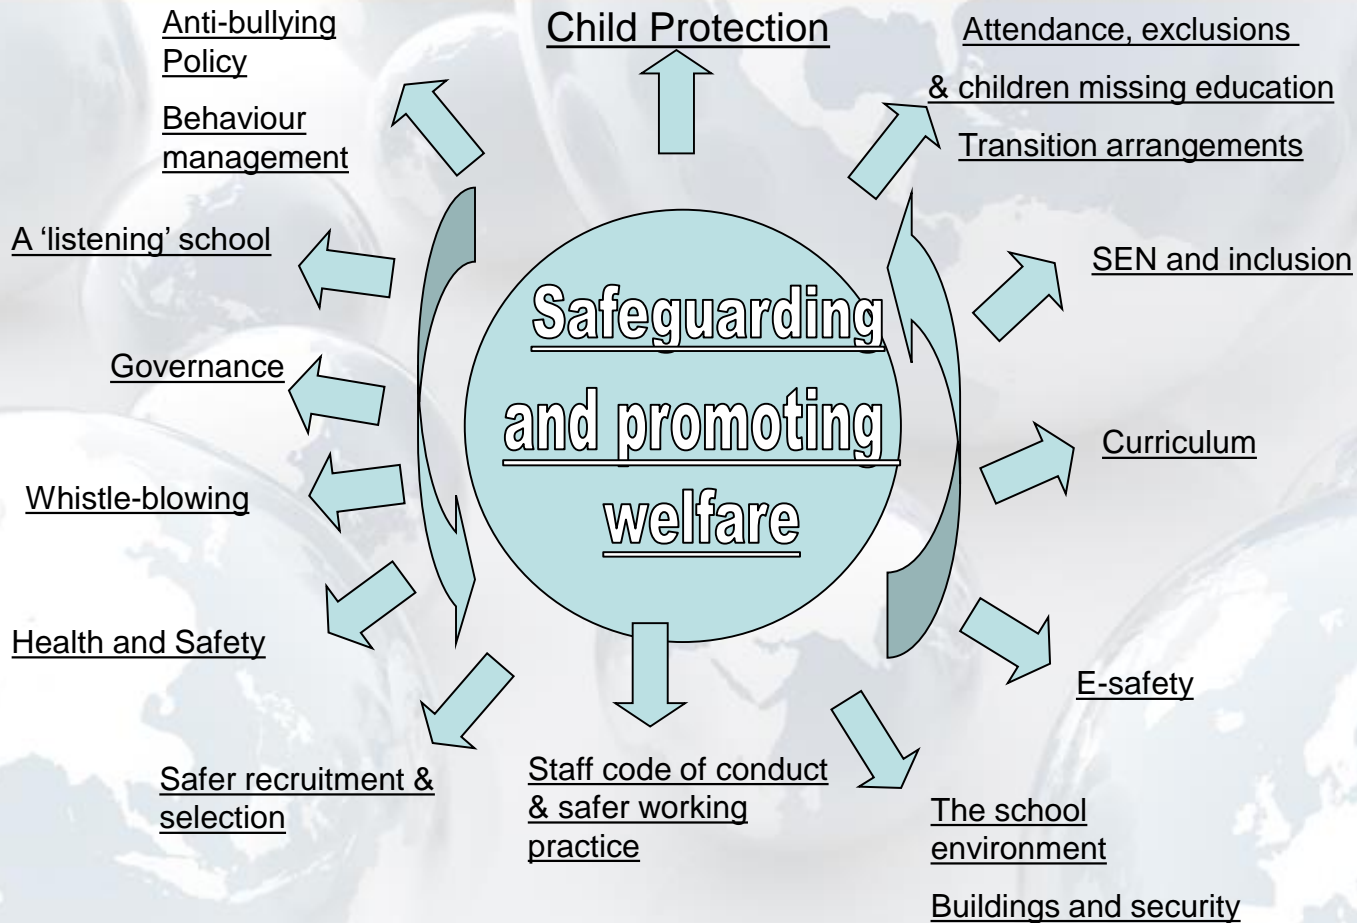 Anti-bullying
Policy
Behaviour
management
Child Protection
Attendance, exclusions
& children missing education
Transition arrangements
A ‘listening’ school
SEN and inclusion
Safeguarding
and promoting
welfare
Governance
Curriculum
Whistle-blowing
Health and Safety
E-safety
Safer recruitment &
selection
Staff code of conduct
& safer working
practice
The school
environment
Buildings and security